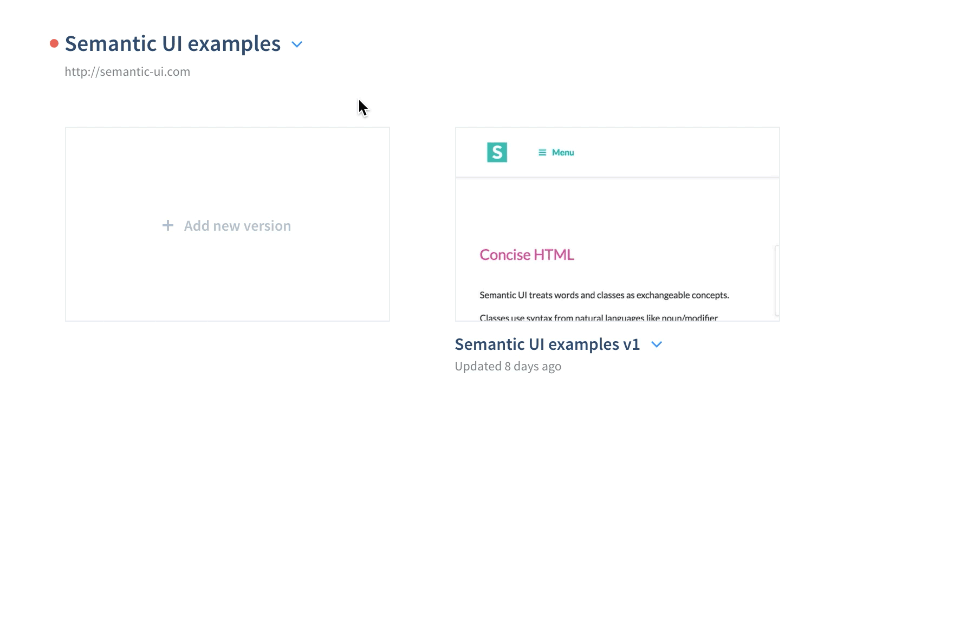 Semantic UI examples
http://semantic-ui.com
+ Add new version
S
Menu
Concise HTML
Semantic UI treats words and classes as exchangeable concepts.
Classes use syntax from natural languages like noun/modifier
Semantic UI examples v1
Updated 8 days ago